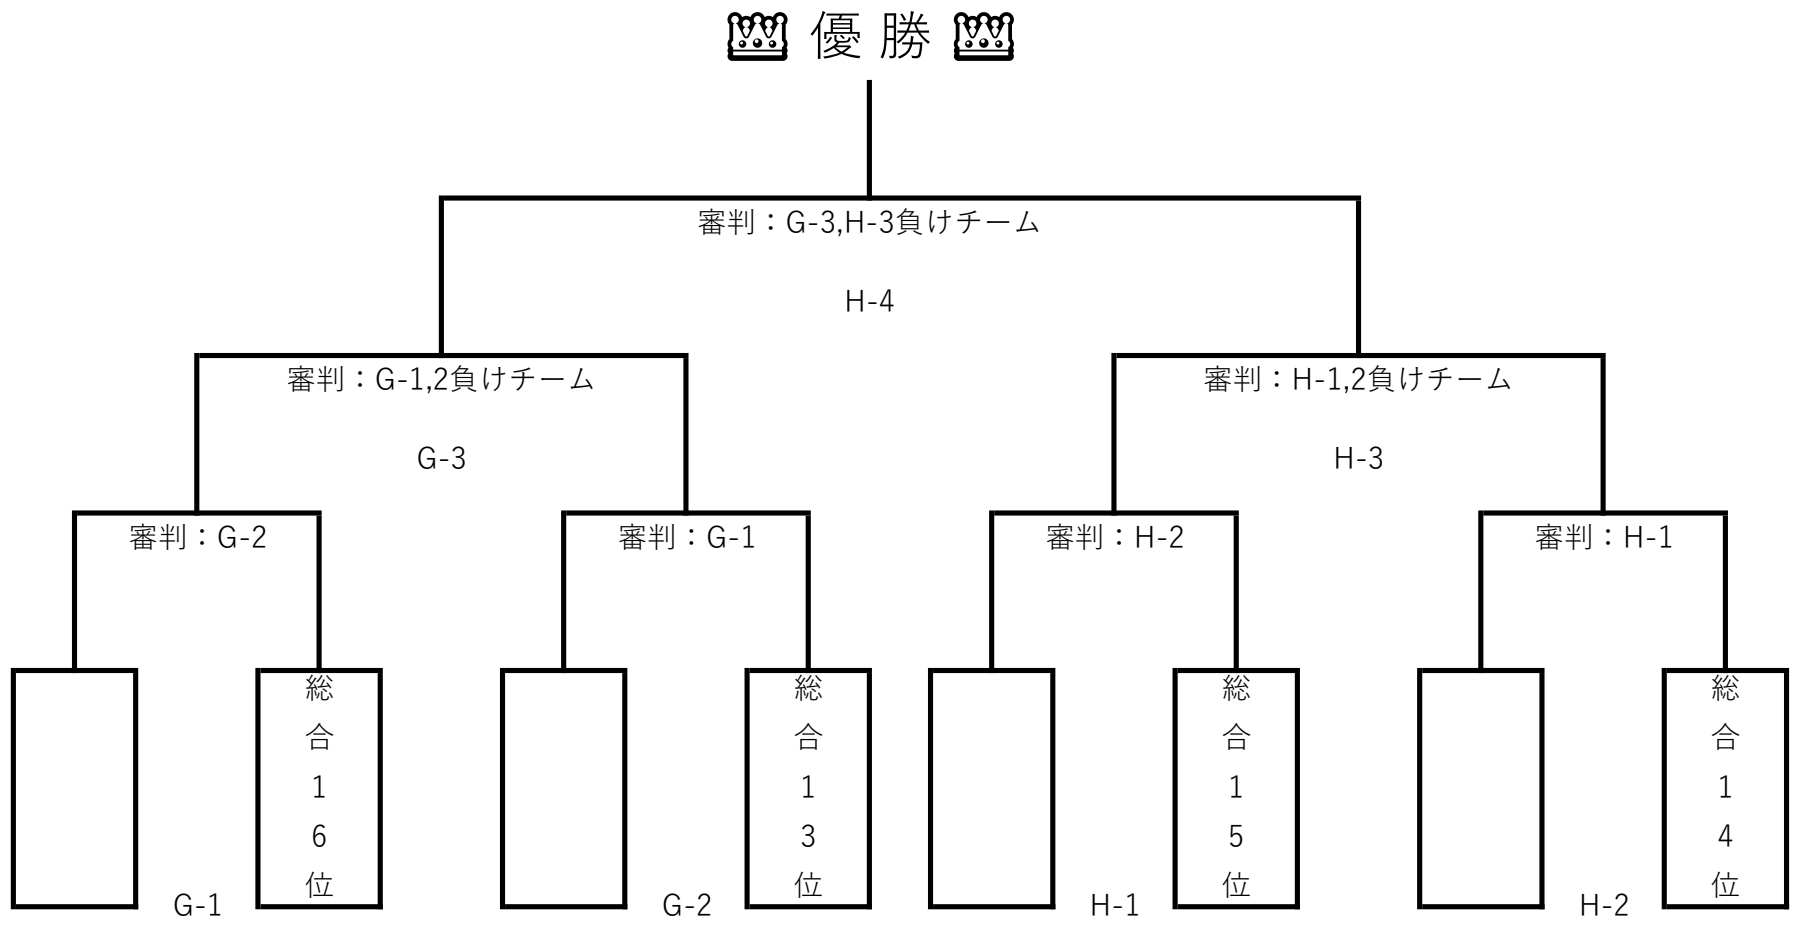 優勝
審判：G-3,H-3負けチーム
H-4
審判：G-1,2負けチーム
審判：H-1,2負けチーム
G-3
H-3
審判：G-2
審判：G-1
審判：H-2
審判：H-1
総合16位
総合13位
総合15位
総合14位
G-1
G-2
H-1
H-2